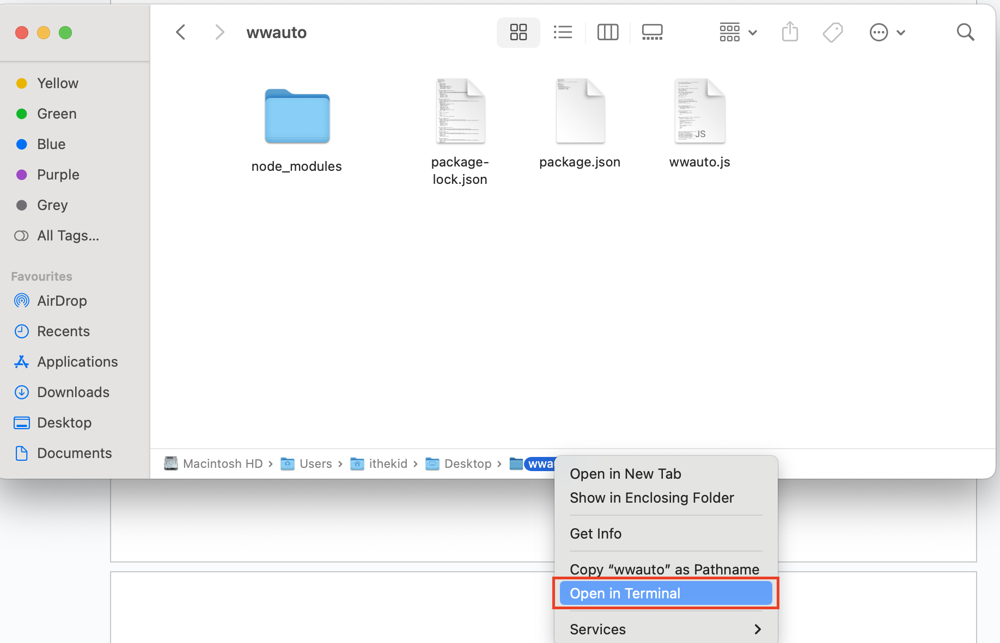 wwauto
Yellow
Green
Blue
Purple
Grey
All Tags...
Favourites
AirDrop
Recents
Applications
Downloads
Desktop
Documents
node_modules
package-
lock.json
package.json
JS
wwauto.js
Macintosh HD › Users › ithekid › Desktop ›
Open in New Tab
Show in Enclosing Folder
Get Info
Copy “wwauto” as Pathname
Open in Terminal
Services